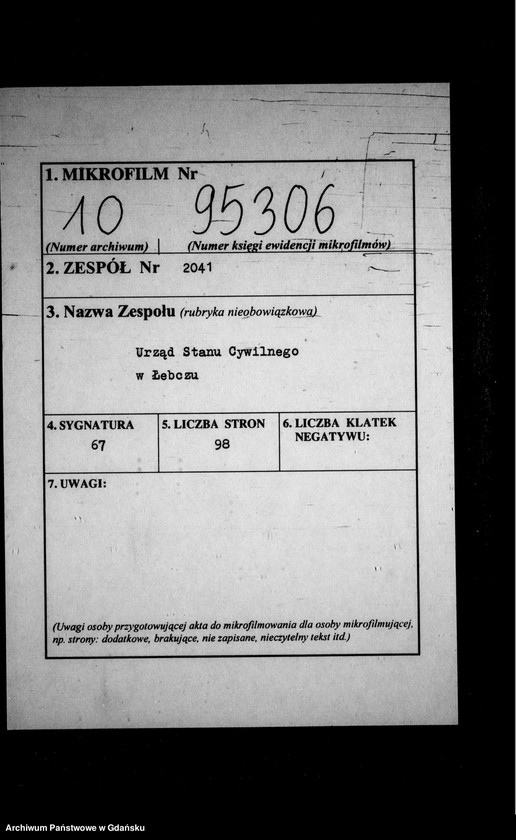 1. MIKROFILM Nr
10 95306
(Numer archiwum) (Numer księgi ewidencji mikrofilmów)
2. ZESPÓŁ Nr 2041
3. Nazwa Zespołu (rubryka nieobowiązkowa)
Urząd Stanu Cywilnego
w Łebczu
4. SYGNATURA 5. LICZBA STRON 6. LICZBA KLATEK
NEGATYWU:
67 98
7. UWAGI:
(Uwagi osoby przygotowującej akta do mikrofilmowania dla osoby mikrofilmującej,
np. strony: dodatkowe, brakujące, nie zapisane, nieczytelny tekst itd.)
Archiwum Państwowe w Gdańsku